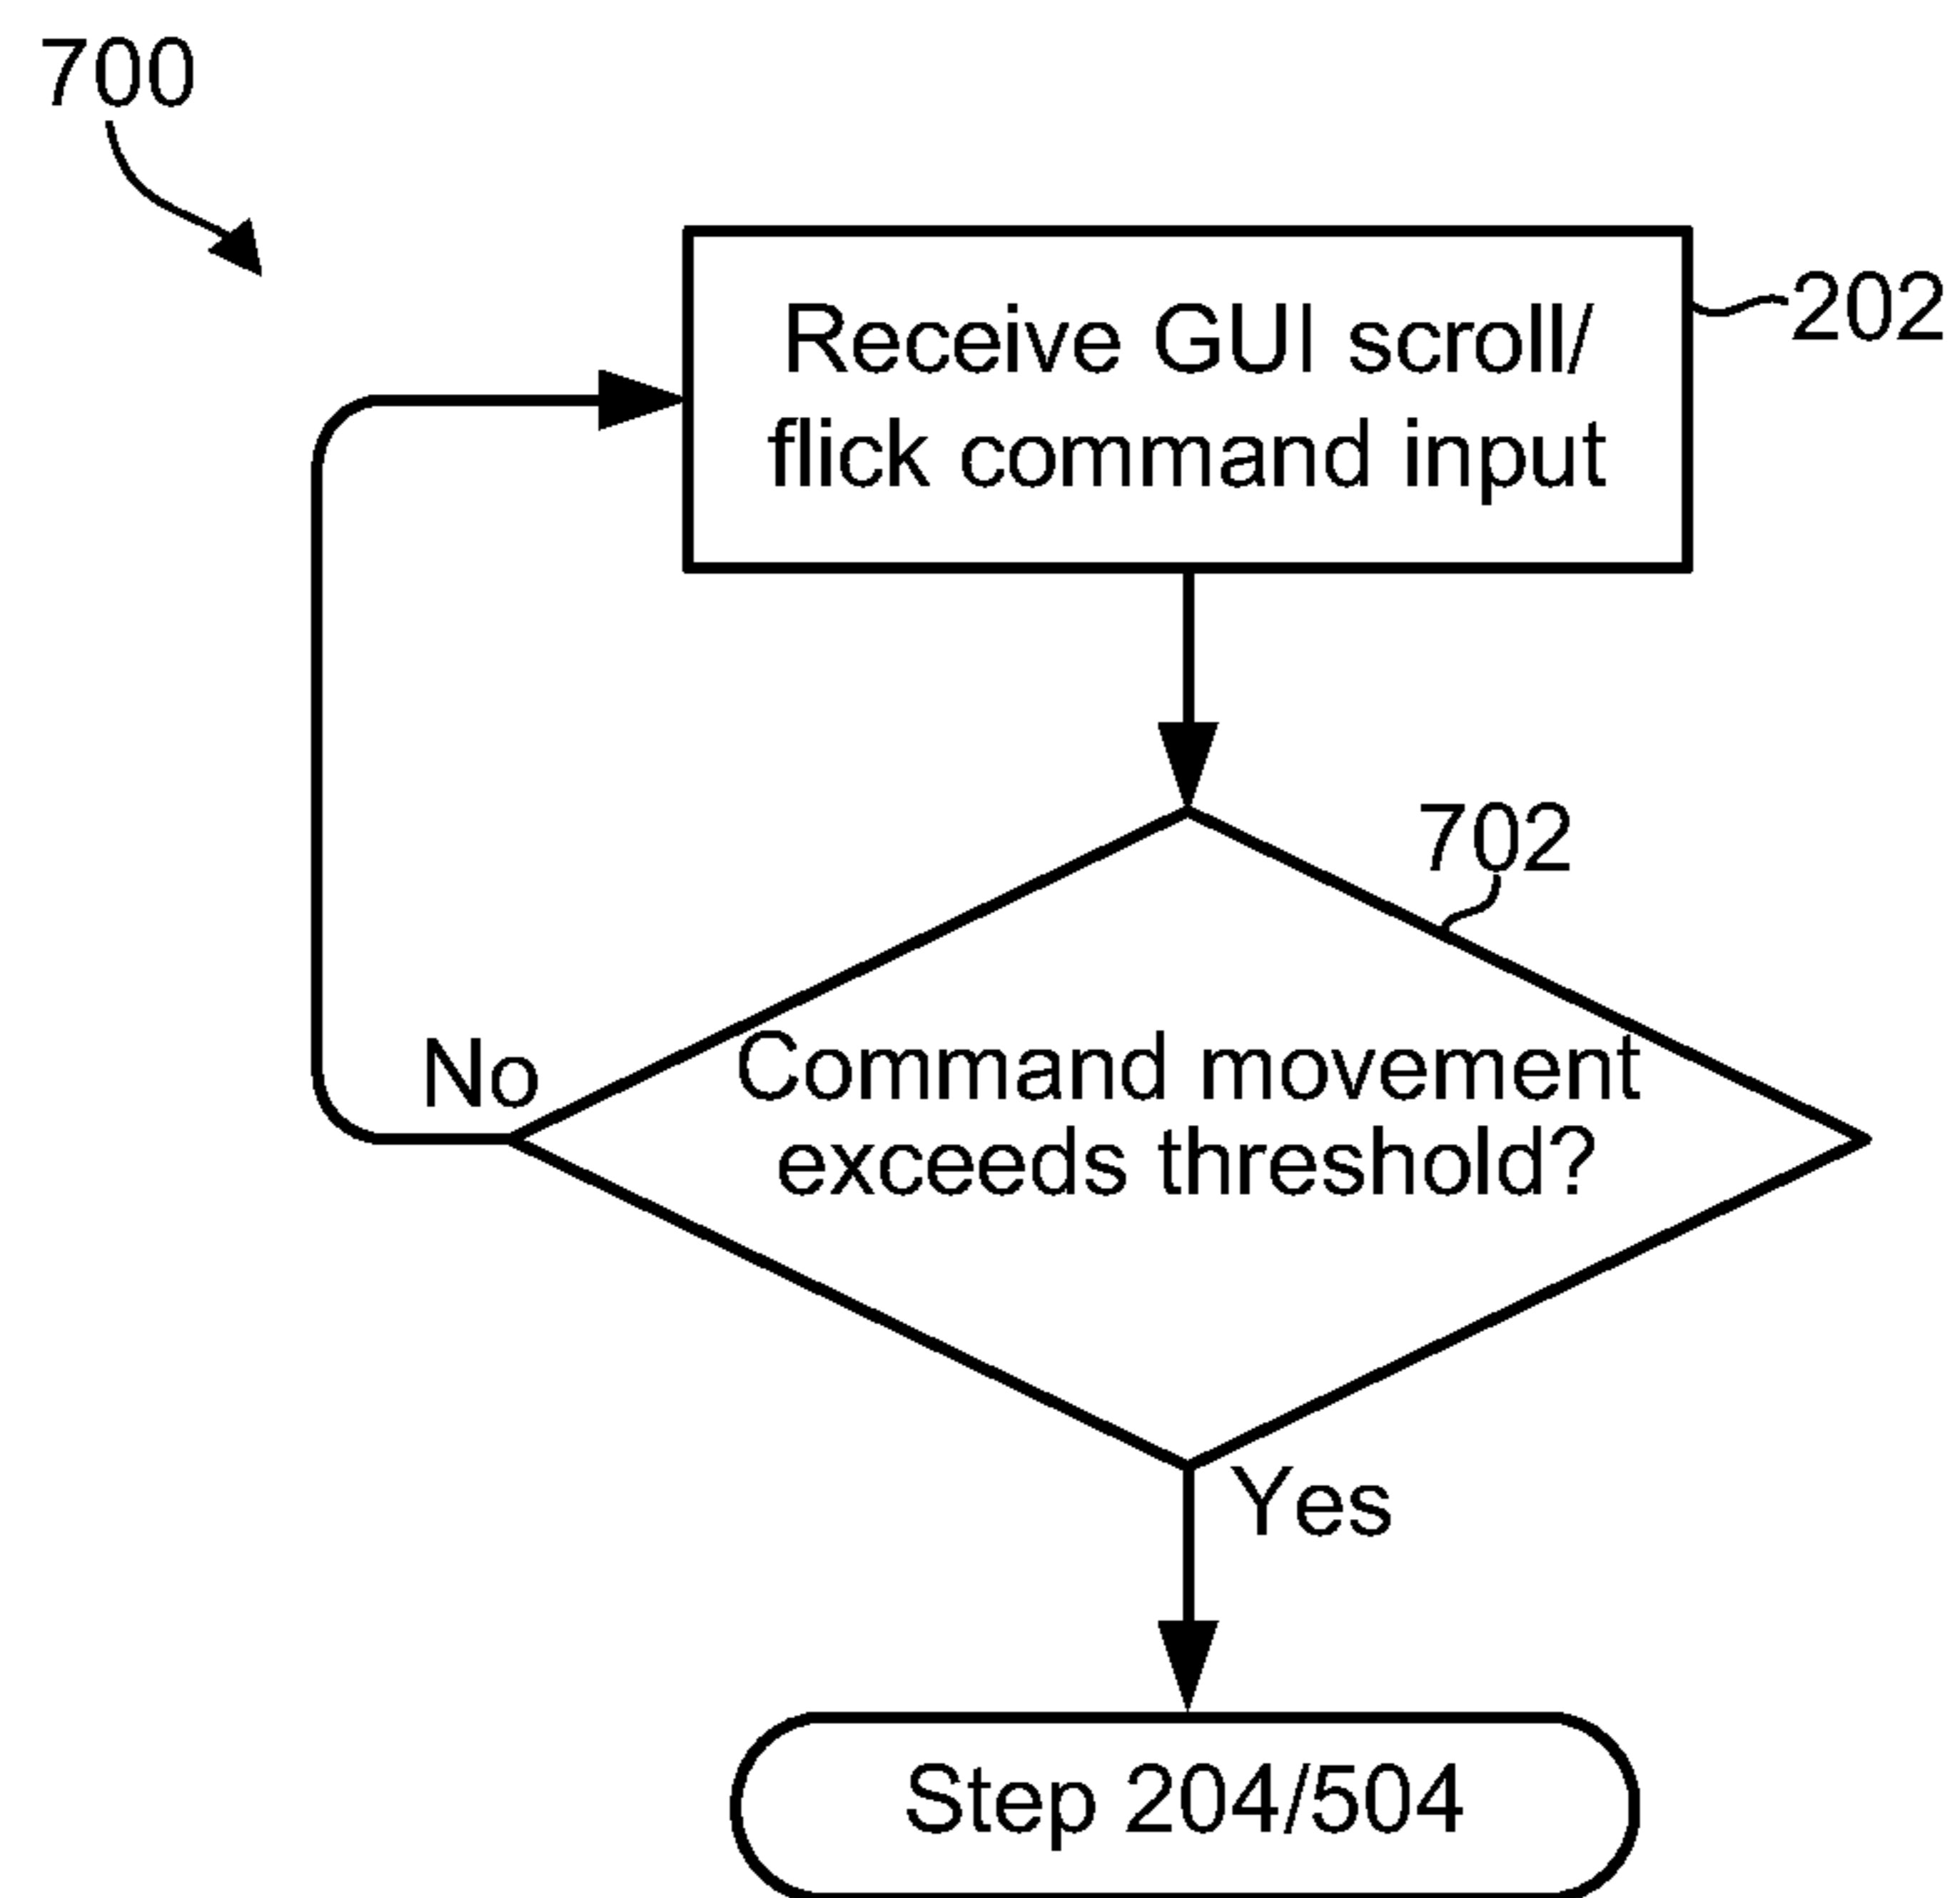 700
Receive GUI scroll/
flick command input
202
702
Command movement
exceeds threshold?
No
Yes
Step 204/504